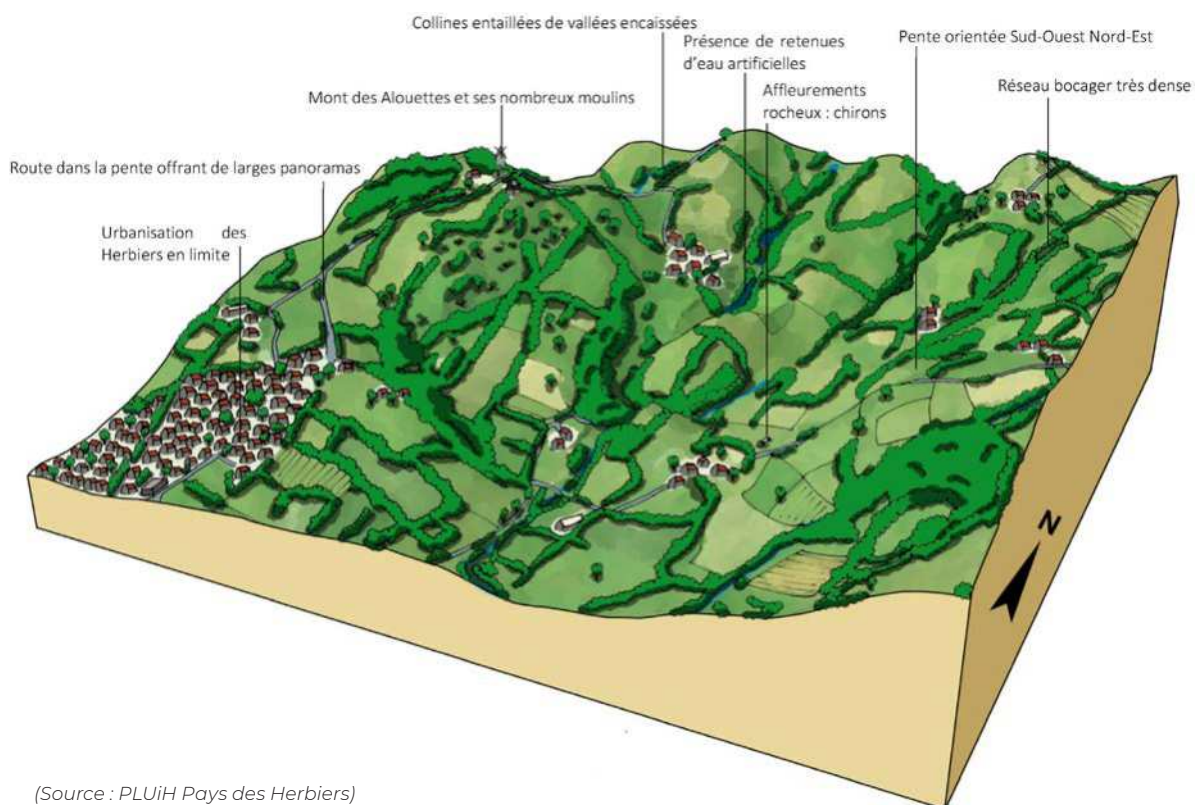 Collines entaillées de vallées encaissées
Présence de retenues
d'eau artificielles
Pente orientée Sud-Ouest Nord-Est
Mont des Alouettes et ses nombreux moulins
Affleurements
rocheux : chirons
Réseau bocager très dense
Route dans la pente offrant de larges panoramas
Urbanisation des
Herbiers en limite
N
(Source : PLUiH Pays des Herbiers)